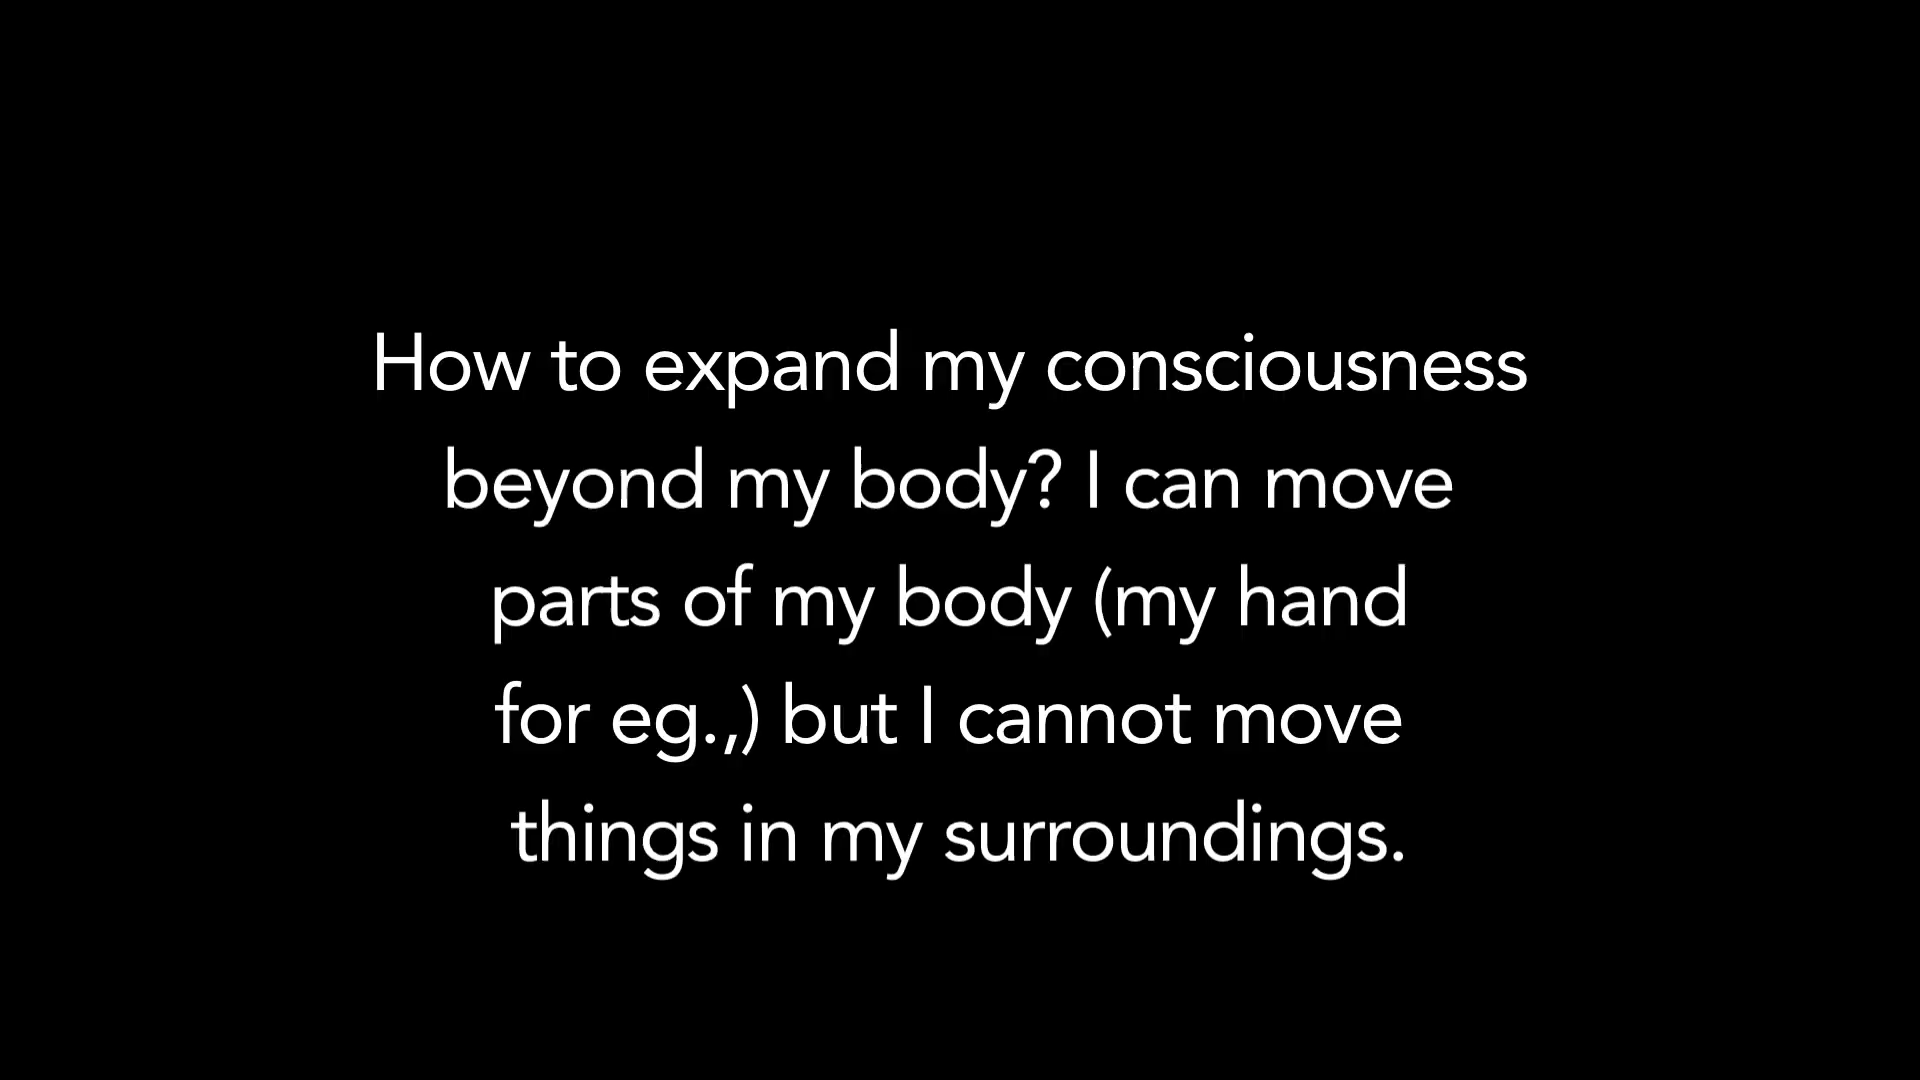 How to expand my consciousness
beyond my body? I can move
parts of my body (my hand
for eg.,) but I cannot move
things in my surroundings.